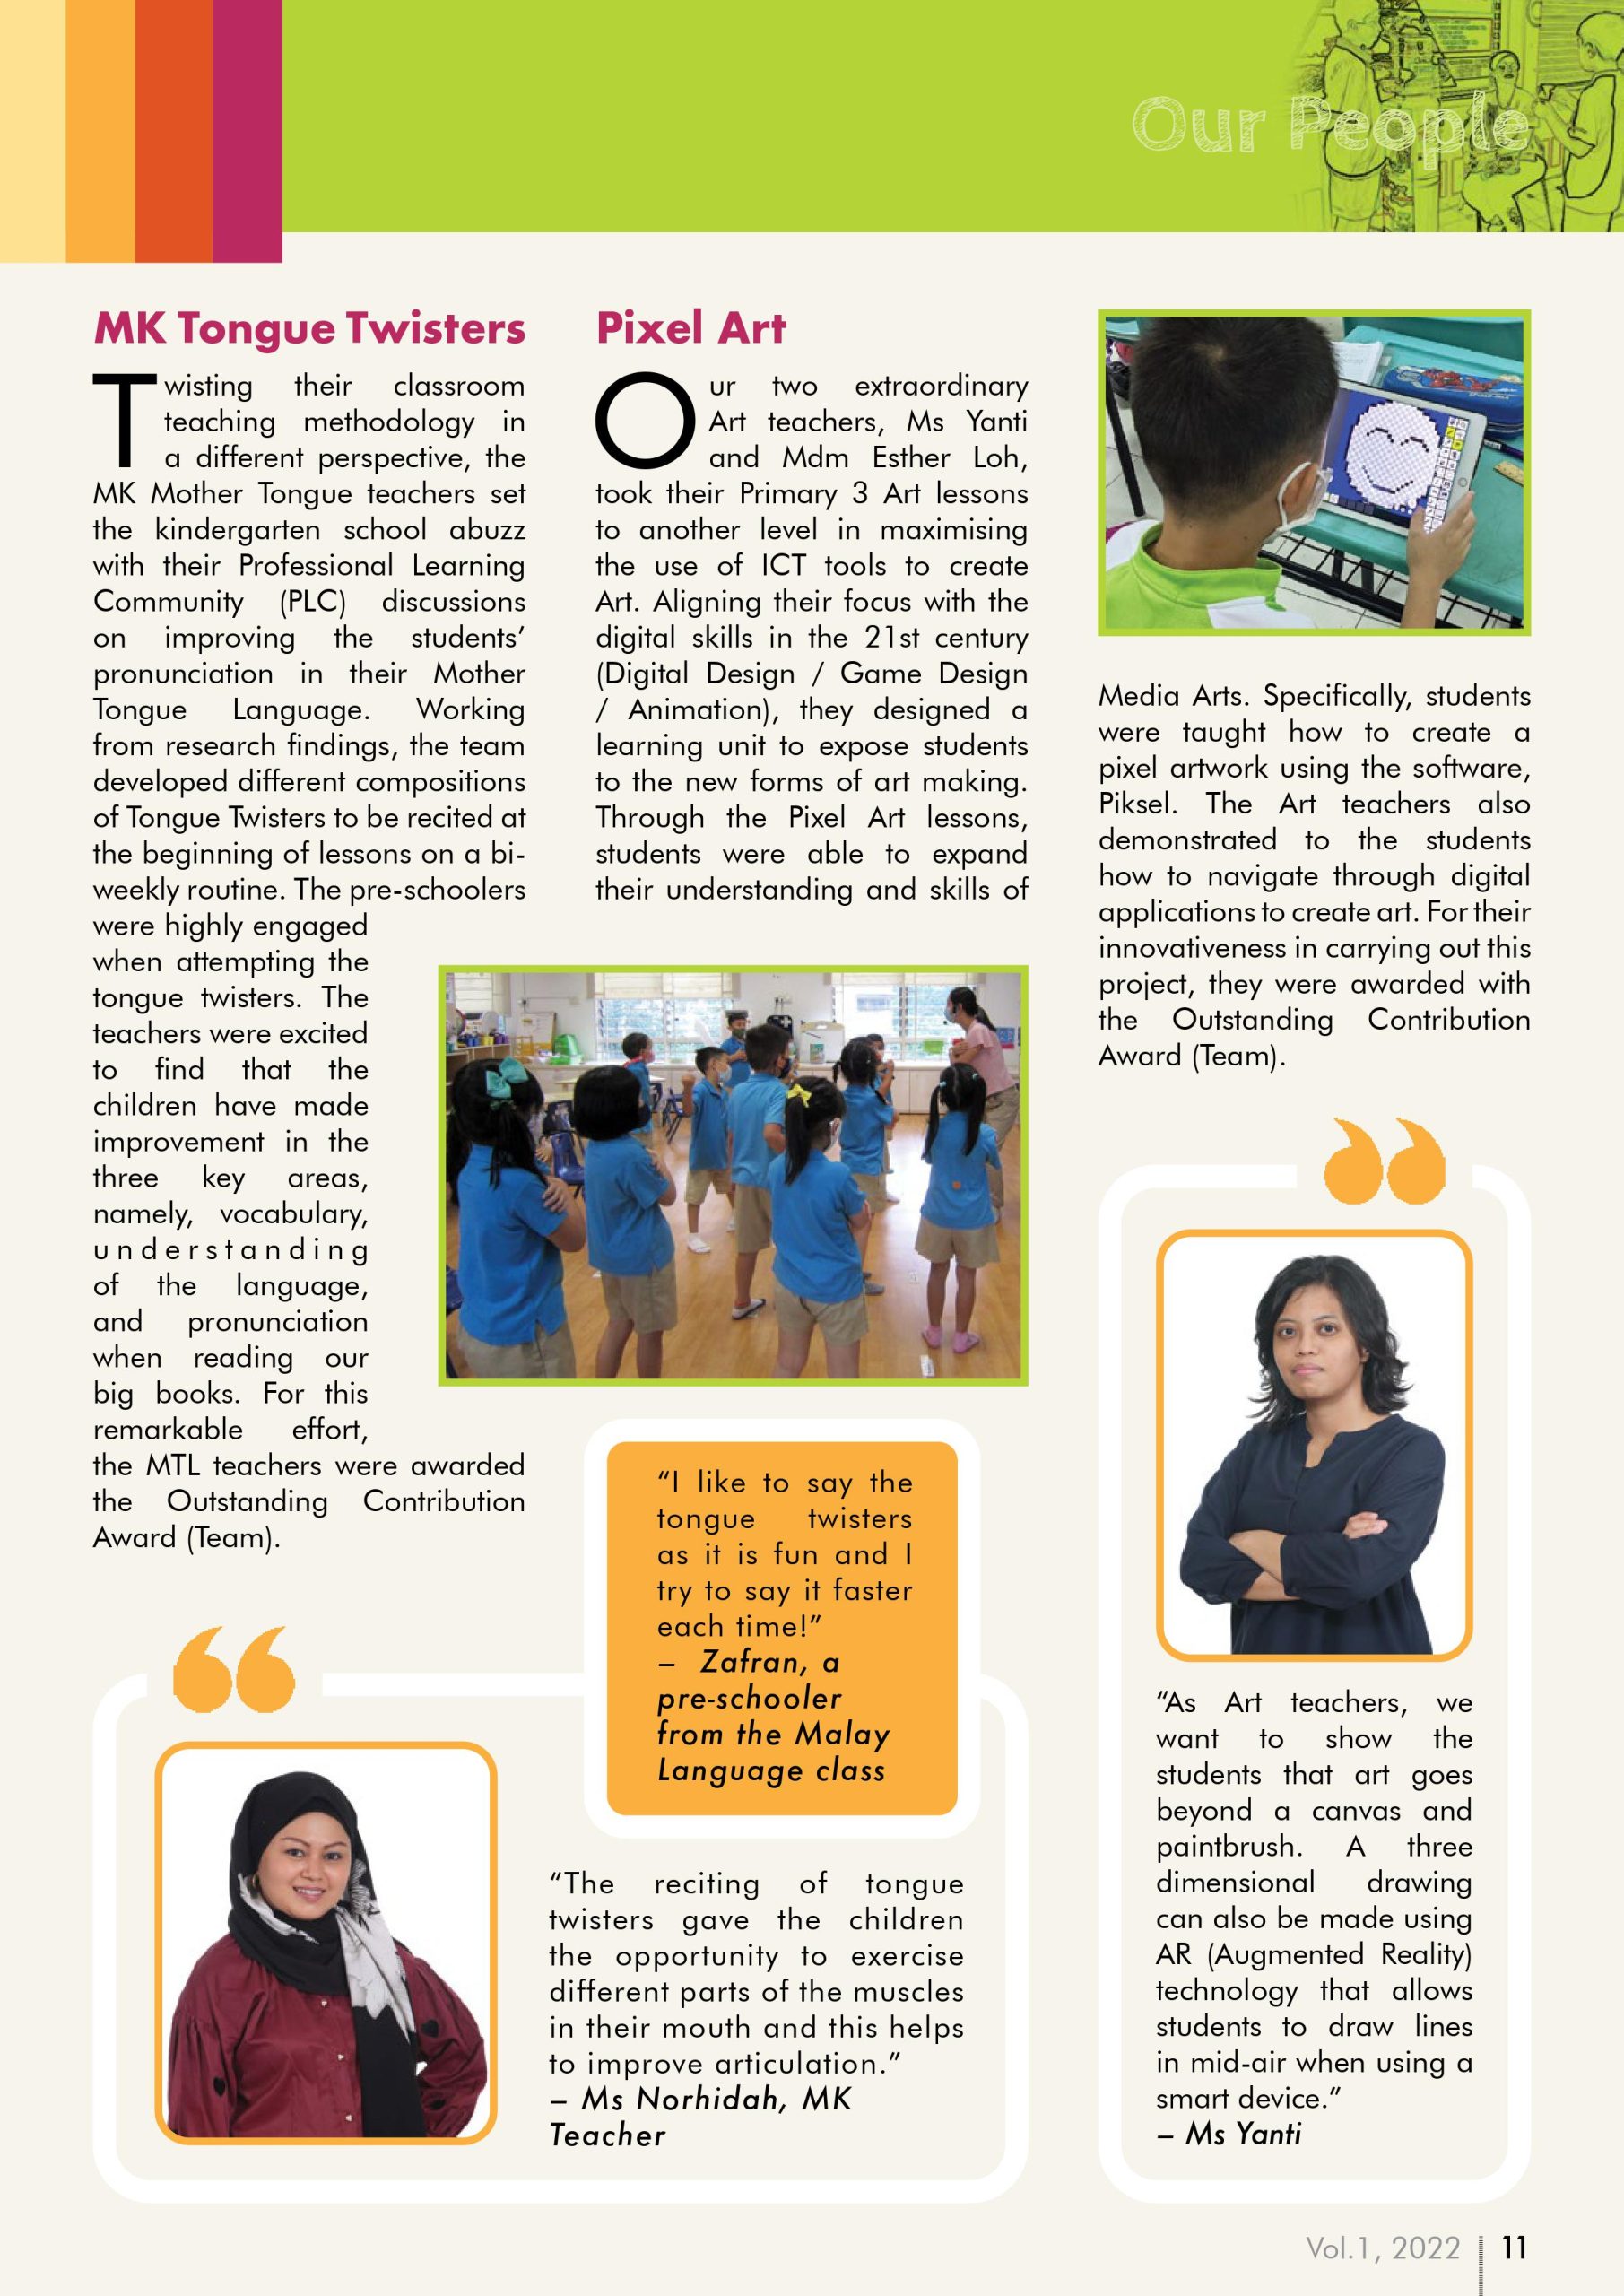 Our People
MK Tongue Twisters
Twisting their classroom
teaching methodology in
a different perspective, the
MK Mother Tongue teachers set
the kindergarten school abuzz
with their Professional Learning
Community (PLC) discussions
on improving the students’
pronunciation in their Mother
Tongue Language. Working
from research findings, the team
developed different compositions
of Tongue Twisters to be recited at
the beginning of lessons on a bi-
weekly routine. The pre-schoolers
were highly engaged
when attempting the
tongue twisters. The
teachers were excited
to find that the
children have made
improvement in the
three key areas,
namely, vocabulary,
understanding
of the language,
and pronunciation
when reading our
big books. For this
remarkable effort,
the MTL teachers were awarded
the Outstanding Contribution
Award (Team).
Pixel Art
Our two extraordinary
Art teachers, Ms Yanti
and Mdm Esther Loh,
took their Primary 3 Art lessons
to another level in maximising
the use of ICT tools to create
Art. Aligning their focus with the
digital skills in the 21st century
(Digital Design / Game Design
/ Animation), they designed a
learning unit to expose students
to the new forms of art making.
Through the Pixel Art lessons,
students were able to expand
their understanding and skills of
Media Arts. Specifically, students
were taught how to create a
pixel artwork using the software,
Piksel. The Art teachers also
demonstrated to the students
how to navigate through digital
applications to create art. For their
innovativeness in carrying out this
project, they were awarded with
the Outstanding Contribution
Award (Team).
“I like to say the
tongue twisters
as it is fun and I
try to say it faster
each time!”
– Zafran, a
pre-schooler
from the Malay
Language class
“The reciting of tongue
twisters gave the children
the opportunity to exercise
different parts of the muscles
in their mouth and this helps
to improve articulation.”
– Ms Norhidah, MK
Teacher
“As Art teachers, we
want to show the
students that art goes
beyond a canvas and
paintbrush. A three
dimensional drawing
can also be made using
AR (Augmented Reality)
technology that allows
students to draw lines
in mid-air when using a
smart device.”
– Ms Yanti
Vol.1, 2022 11